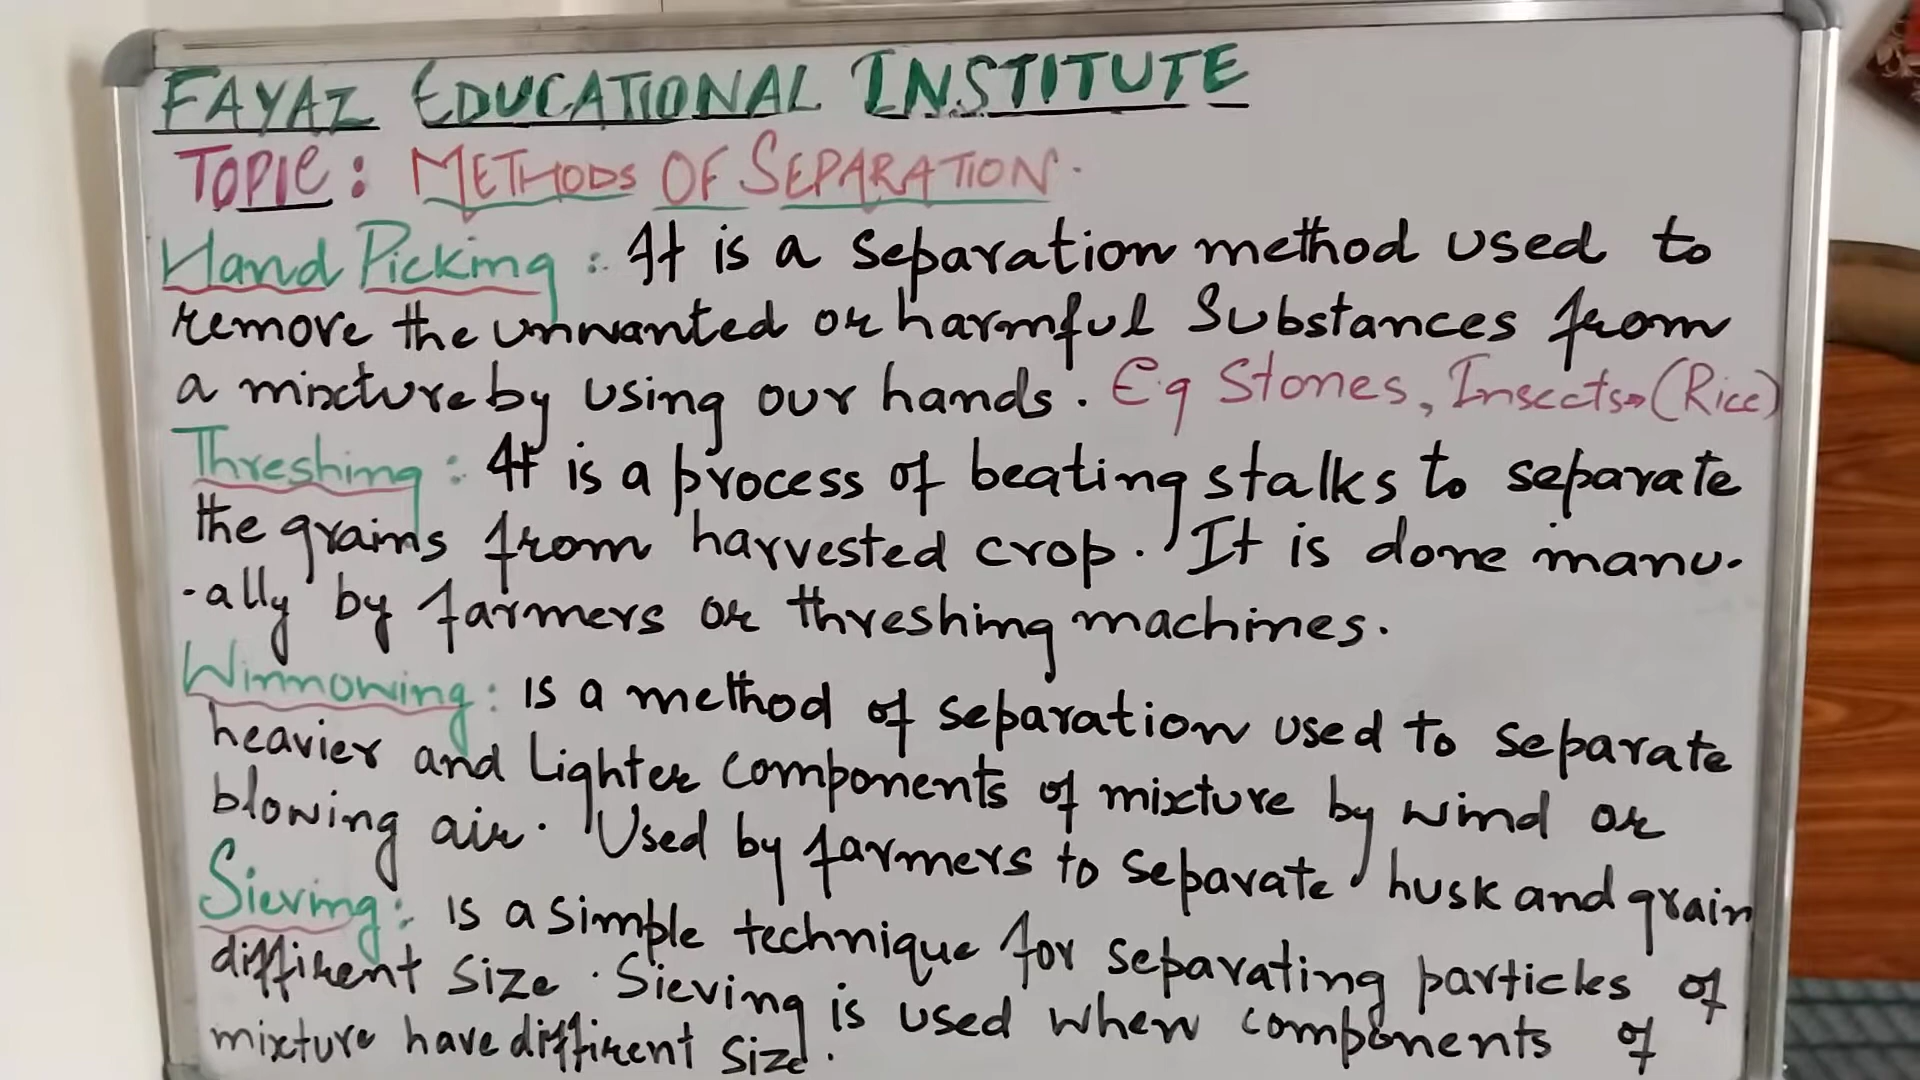 FAYAZ EDUCATIONAL INSTITUTE
TOPIC: METHODS OF SEPARATION.
Hand Picking: It is a separation method used to
remove the unwanted or harmful Substances from
a mixture by using our hands. Eg Stones, Insects→(Rice)
Threshing: It is a process of beating stalks to separate
the grains from harvested crop. It is done manu-
-ally by farmers or threshing machines.
Winnowing: is a method of separation used to separate
heavier and Lighter components of mixture by wind or
blowing air. Used by farmers to separate husk and grain
Sieving: is a simple technique for separating particles of
diffirent size. Sieving is used when components of
mixture have diffirent size.